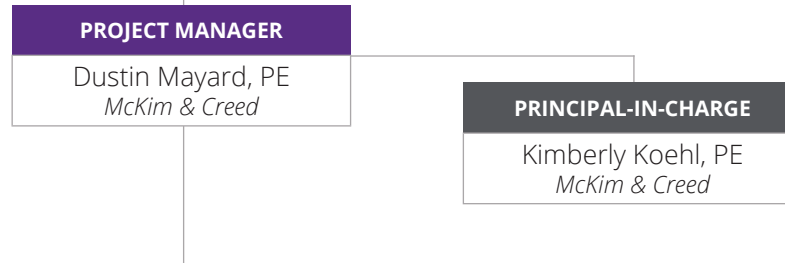 PROJECT MANAGER
Dustin Mayard, PE
McKim & Creed
PRINCIPAL-IN-CHARGE
Kimberly Koehl, PE
McKim & Creed